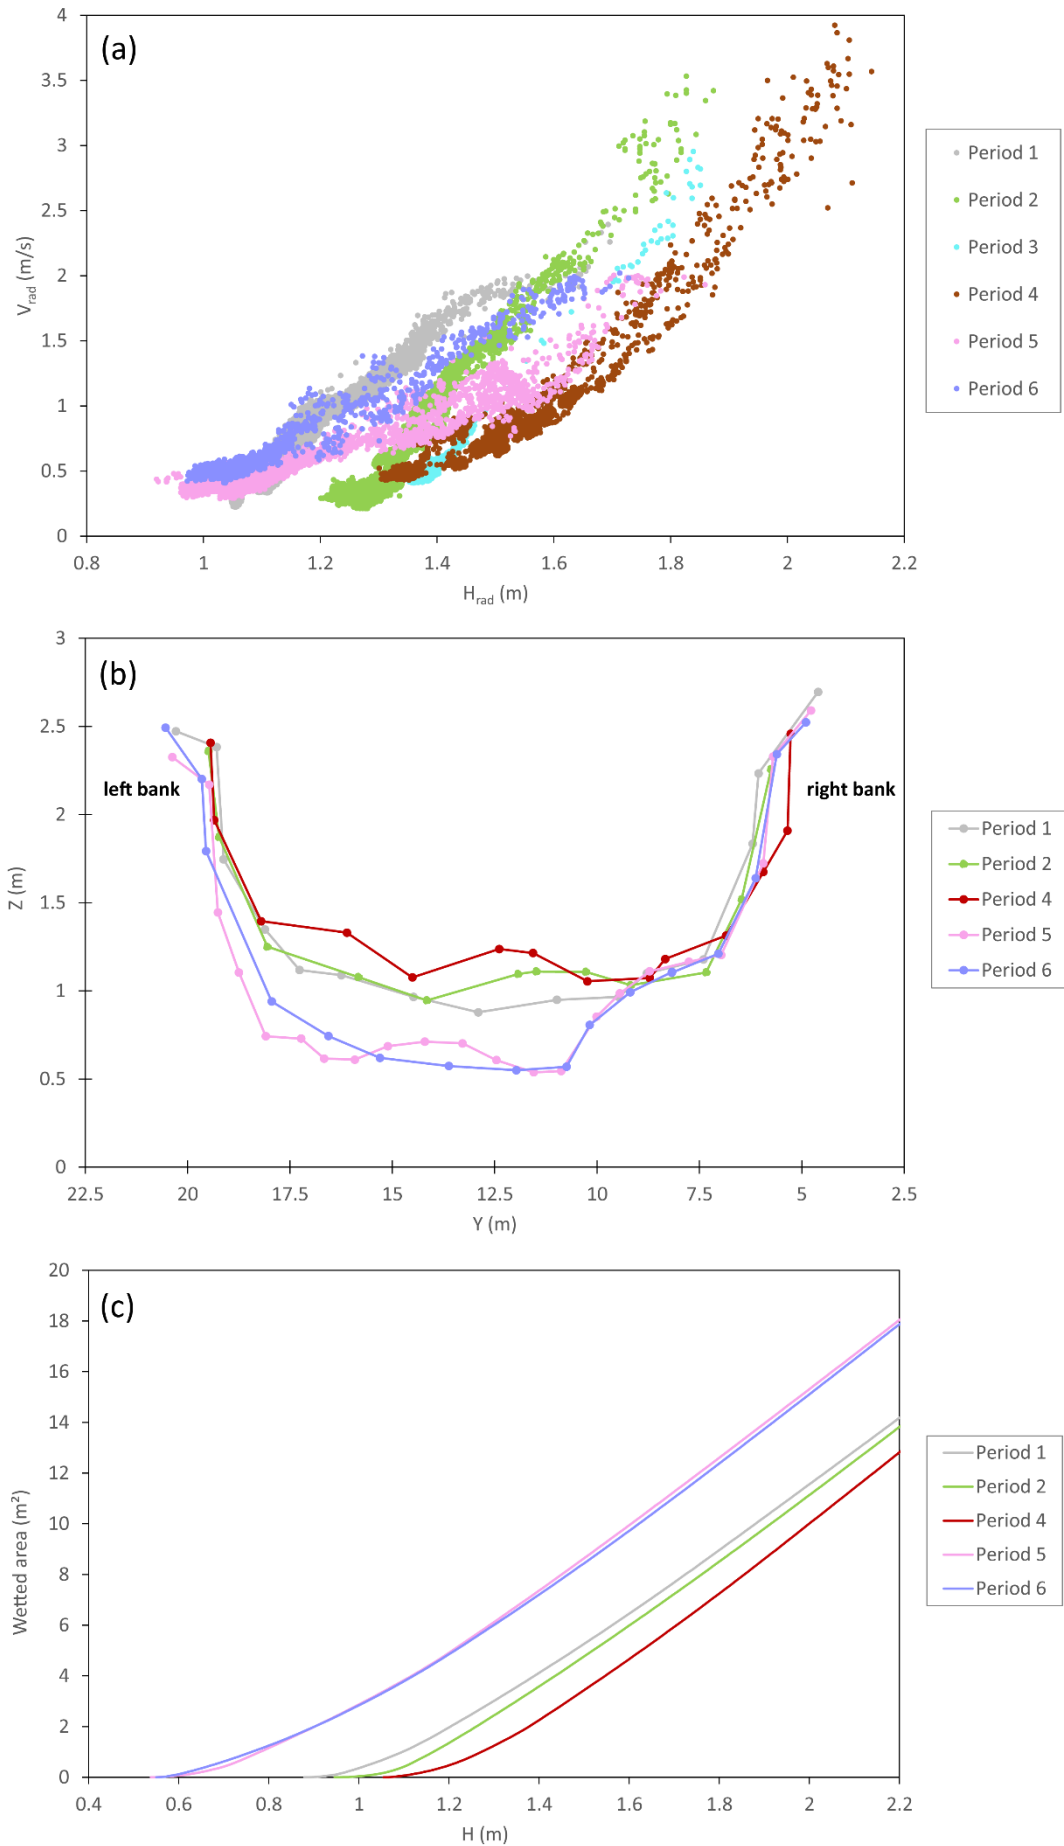 (a)
4
3.5
3
2.5
2
1.5
1
0.5
0
V_rad (m/s)
0.8 1 1.2 1.4 1.6 1.8 2 2.2
H_rad (m)
Period 1
Period 2
Period 3
Period 4
Period 5
Period 6
(b)
3
2.5
2
1.5
1
0.5
0
Z (m)
left bank
right bank
22.5 20 17.5 15 12.5 10 7.5 5 2.5
Y (m)
Period 1
Period 2
Period 4
Period 5
Period 6
(c)
20
18
16
14
12
10
8
6
4
2
0
Wetted area (m²)
0.4 0.6 0.8 1 1.2 1.4 1.6 1.8 2 2.2
H (m)
Period 1
Period 2
Period 4
Period 5
Period 6